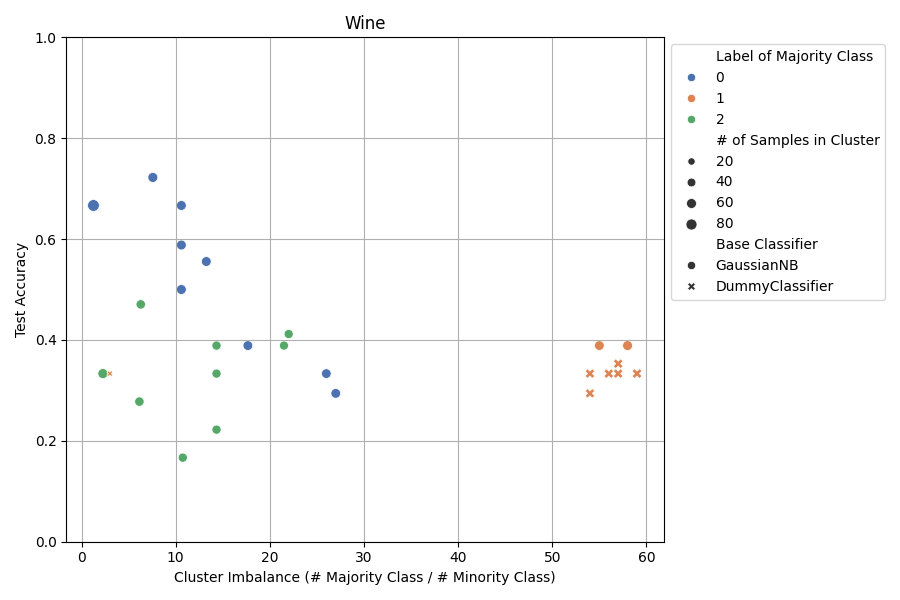 Wine
Test Accuracy
1.0
0.8
0.6
0.4
0.2
0.0
0 10 20 30 40 50 60
Cluster Imbalance (# Majority Class / # Minority Class)
Label of Majority Class
0
1
2
# of Samples in Cluster
20
40
60
80
Base Classifier
GaussianNB
DummyClassifier